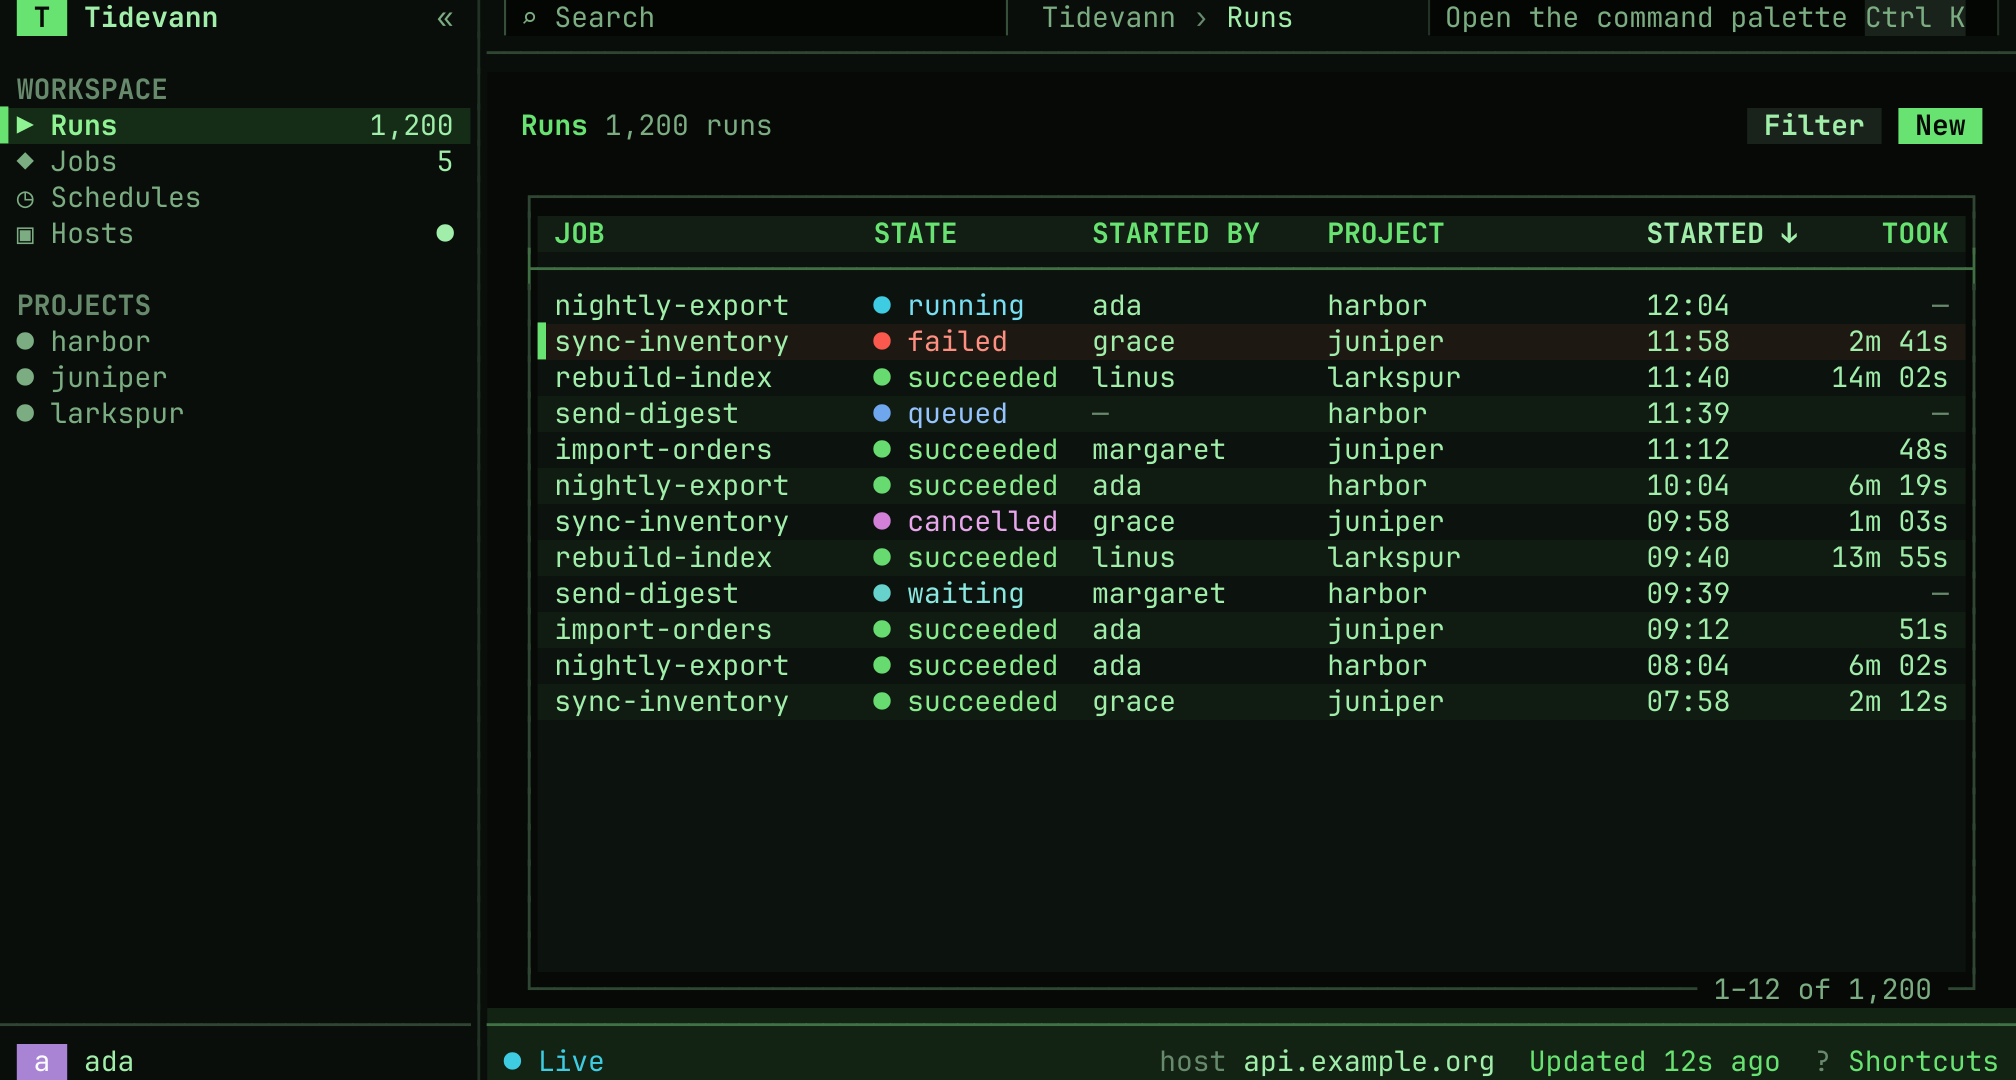 T Tidevann «
⌕ Search
Tidevann › Runs
Open the command palette Ctrl K
WORKSPACE
▶ Runs 1,200
◆ Jobs 5
◷ Schedules
▣ Hosts ●
PROJECTS
● harbor
● juniper
● larkspur
a ada
Runs 1,200 runs
Filter New
JOB STATE STARTED BY PROJECT STARTED ↓ TOOK
nightly-export ● running ada harbor 12:04 —
sync-inventory ● failed grace juniper 11:58 2m 41s
rebuild-index ● succeeded linus larkspur 11:40 14m 02s
send-digest ● queued — harbor 11:39 —
import-orders ● succeeded margaret juniper 11:12 48s
nightly-export ● succeeded ada harbor 10:04 6m 19s
sync-inventory ● cancelled grace juniper 09:58 1m 03s
rebuild-index ● succeeded linus larkspur 09:40 13m 55s
send-digest ● waiting margaret harbor 09:39 —
import-orders ● succeeded ada juniper 09:12 51s
nightly-export ● succeeded ada harbor 08:04 6m 02s
sync-inventory ● succeeded grace juniper 07:58 2m 12s
1–12 of 1,200
● Live
host api.example.org Updated 12s ago ? Shortcuts